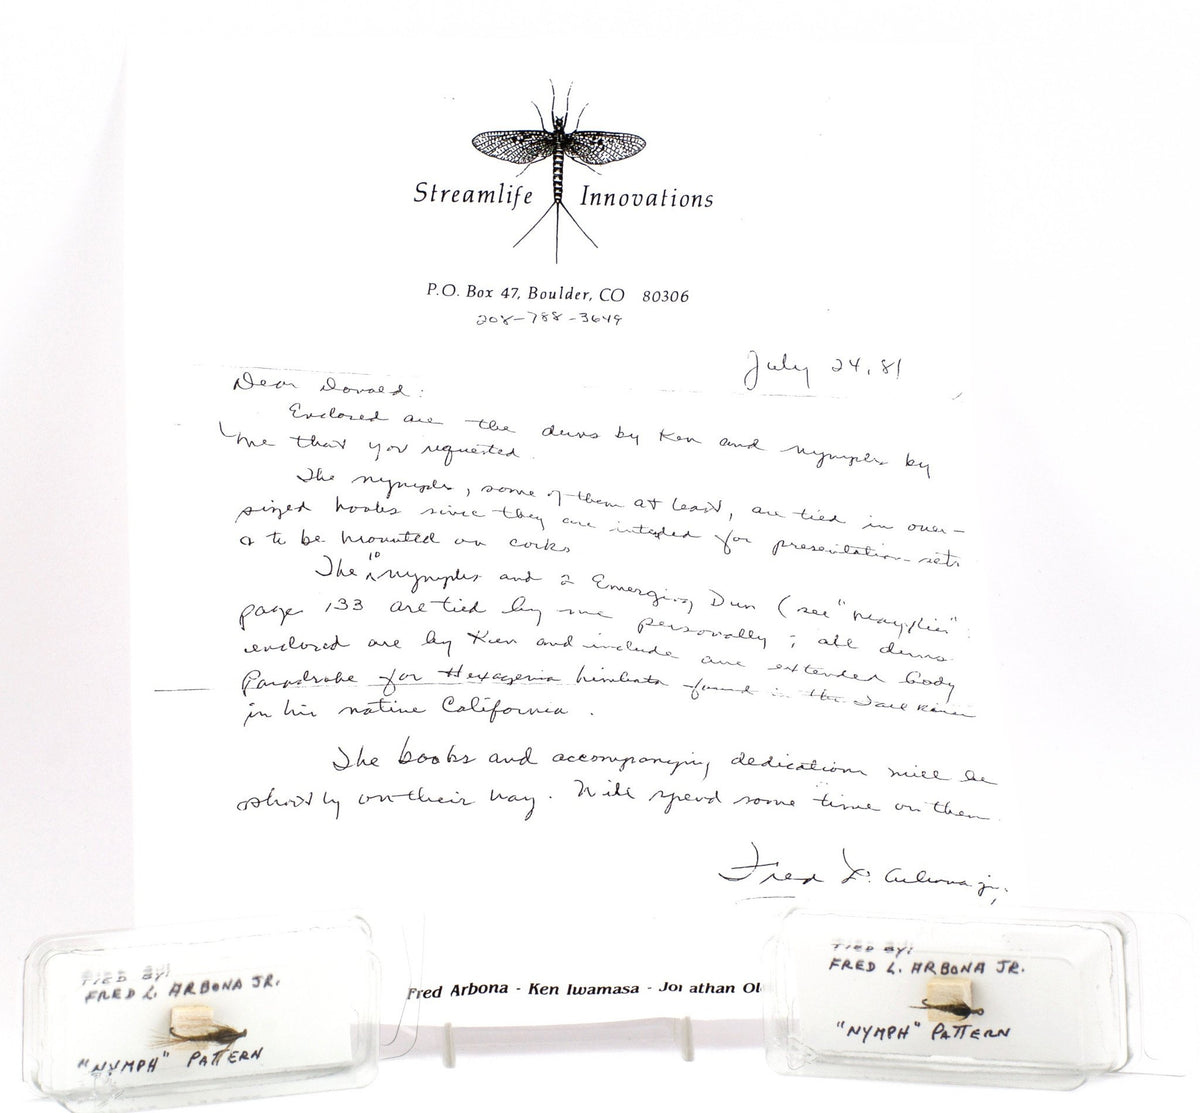 Streamlife Innovations
P.O. Box 47, Boulder, CO 80306
208-788-3649
July 24, 81
Dear Donald:
Enclosed are the duns by Ken and nymphs by
me that you requested.
The nymphs, some of them at least, are tied in over-
sized hooks since they are intended for presentation sets
or to be mounted on corks
The 10 nymphs and 2 Emerging Dun (see "mayflies"
page 133 are tied by me personally; all duns
enclosed are by Ken and include one extended body
Paradrake for Hexagenia limbata found in the Fall River
in his native California.
The books and accompanying dedication will be
shortly on their way. Will spend some time on them.
Fred L. Arbona jr.
Fred Arbona - Ken Iwamasa - Jonathan Ol
TIED BY:
FRED L. ARBONA JR.
"NYMPH" PATTERN
TIED BY:
FRED L. ARBONA JR.
"NYMPH" PATTERN